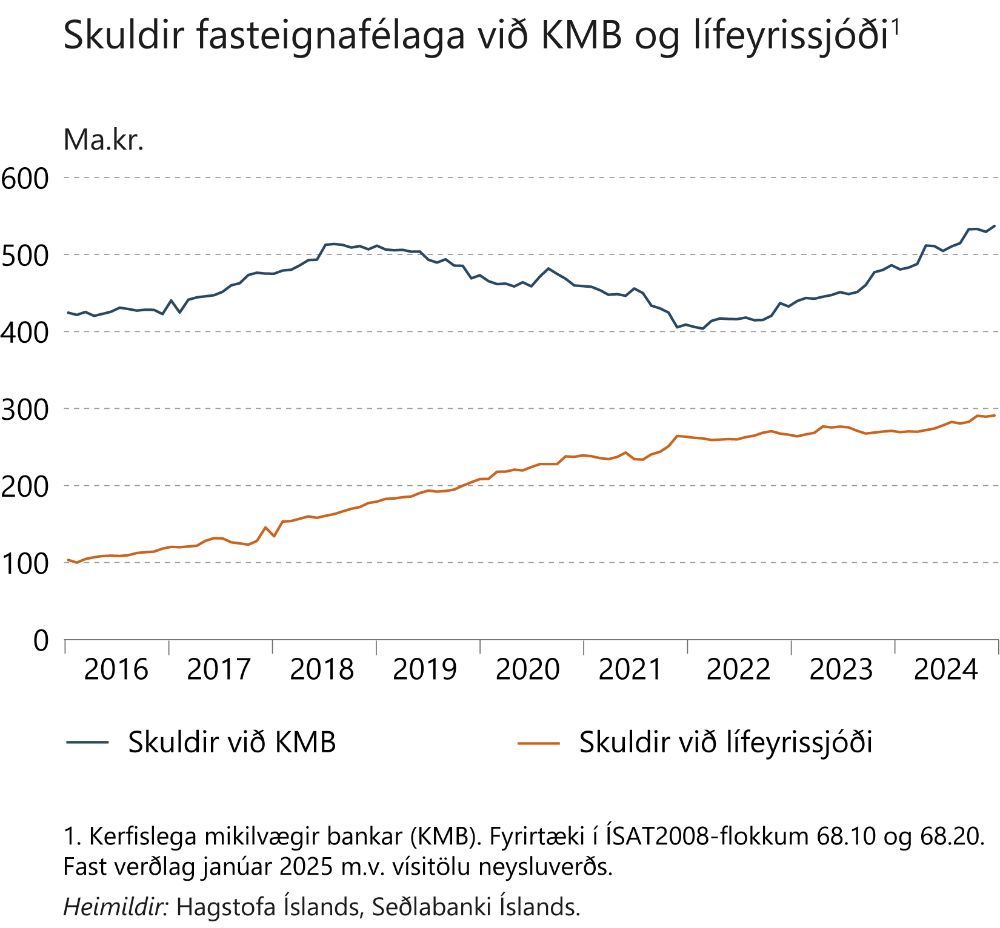 Skuldir fasteignafélaga við KMB og lífeyrissjóði¹
Ma.kr.
600
500
400
300
200
100
0
2016 2017 2018 2019 2020 2021 2022 2023 2024
Skuldir við KMB Skuldir við lífeyrissjóði
1. Kerfislega mikilvægir bankar (KMB). Fyrirtæki í ÍSAT2008-flokkum 68.10 og 68.20.
Fast verðlag janúar 2025 m.v. vísitölu neysluverðs.
Heimildir: Hagstofa Íslands, Seðlabanki Íslands.